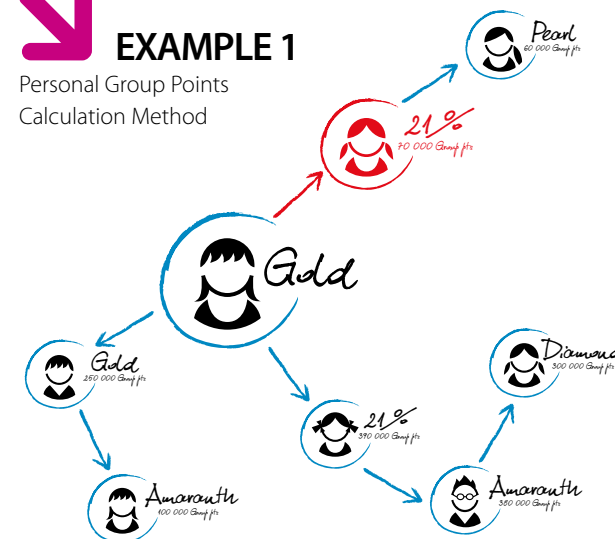 EXAMPLE 1
Personal Group Points
Calculation Method
Pearl
60 000 Group pts
21%
70 000 Group pts
Gold
Gold
250 000 Group pts
Diamond
300 000 Group pts
21%
390 000 Group pts
Amaranth
100 000 Group pts
Amaranth
350 000 Group pts